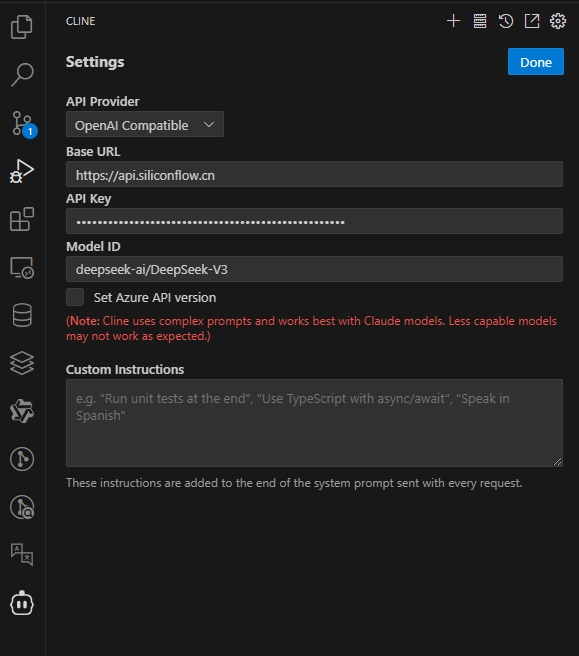 CLINE
Settings
Done
API Provider
OpenAI Compatible
Base URL
https://api.siliconflow.cn
API Key
••••••••••••••••••••••••••••••••••••••••••••••••••
Model ID
deepseek-ai/DeepSeek-V3
Set Azure API version
(Note: Cline uses complex prompts and works best with Claude models. Less capable models
may not work as expected.)
Custom Instructions
e.g. "Run unit tests at the end", "Use TypeScript with async/await", "Speak in
Spanish"
These instructions are added to the end of the system prompt sent with every request.
1